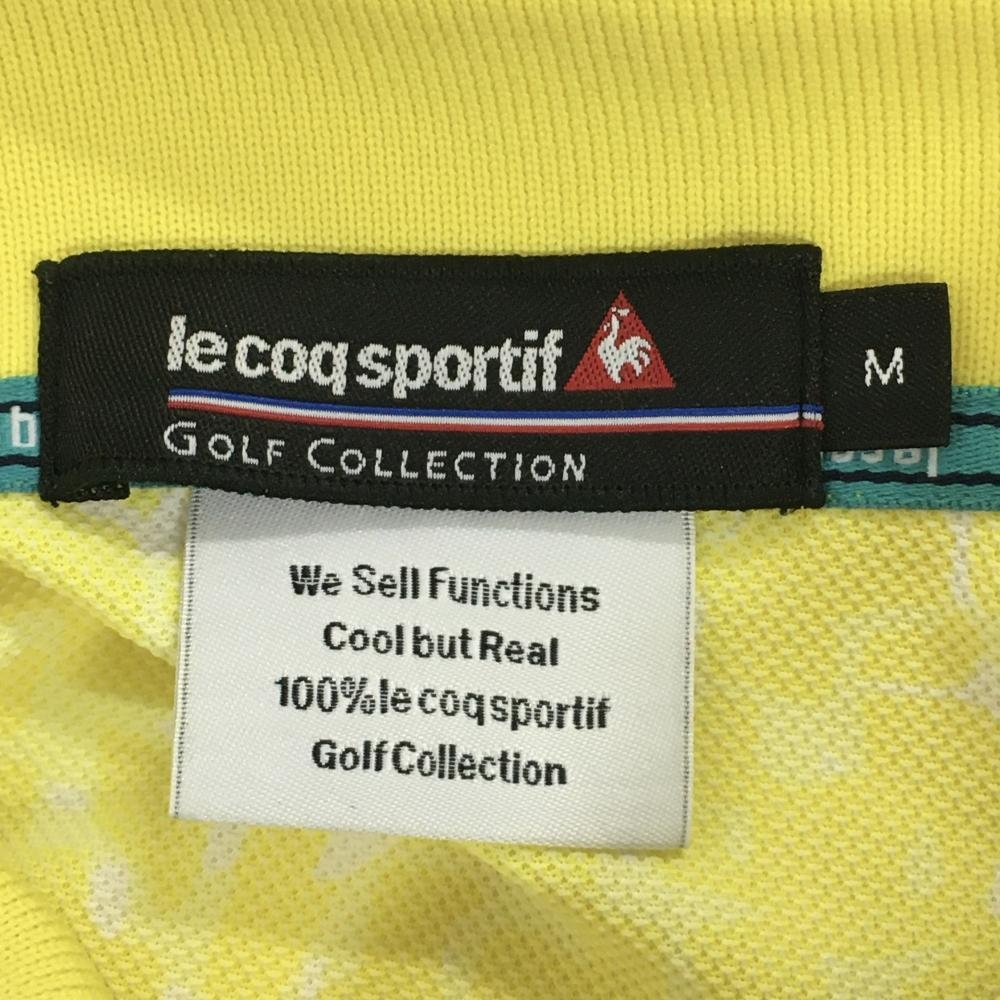 le coq sportif
M
GOLF COLLECTION
We Sell Functions
Cool but Real
100% le coq sportif
Golf Collection